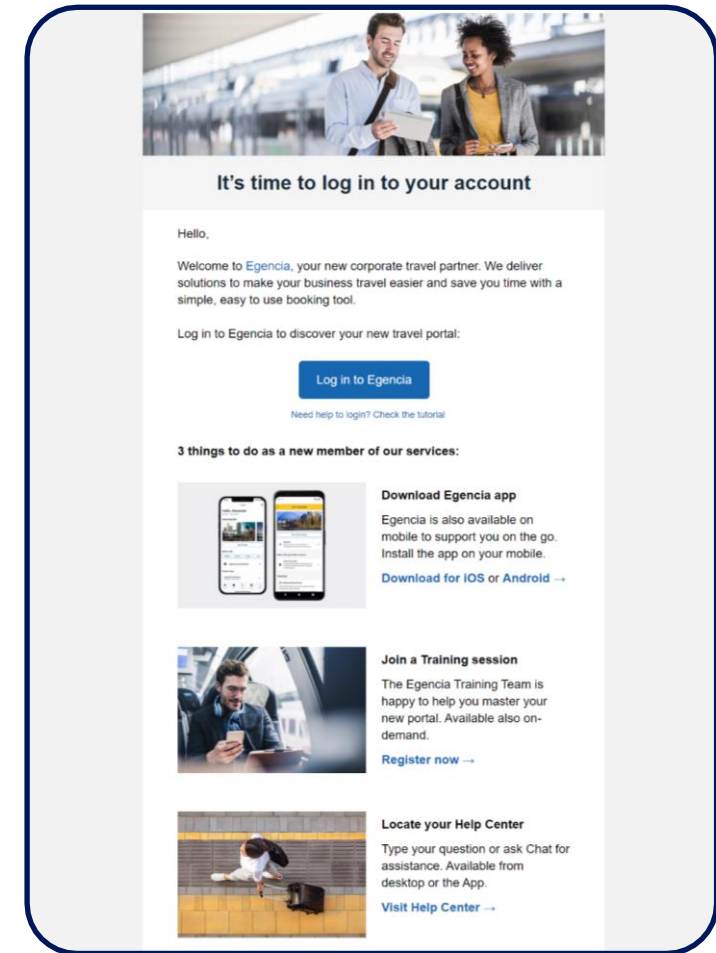 It's time to log in to your account
Hello,
Welcome to Egencia, your new corporate travel partner. We deliver
solutions to make your business travel easier and save you time with a
simple, easy to use booking tool.
Log in to Egencia to discover your new travel portal:
Log in to Egencia
Need help to login? Check the tutorial
3 things to do as a new member of our services:
Download Egencia app
Egencia is also available on
mobile to support you on the go.
Install the app on your mobile.
Download for iOS or Android →
Join a Training session
The Egencia Training Team is
happy to help you master your
new portal. Available also on-
demand.
Register now →
Locate your Help Center
Type your question or ask Chat for
assistance. Available from
desktop or the App.
Visit Help Center →